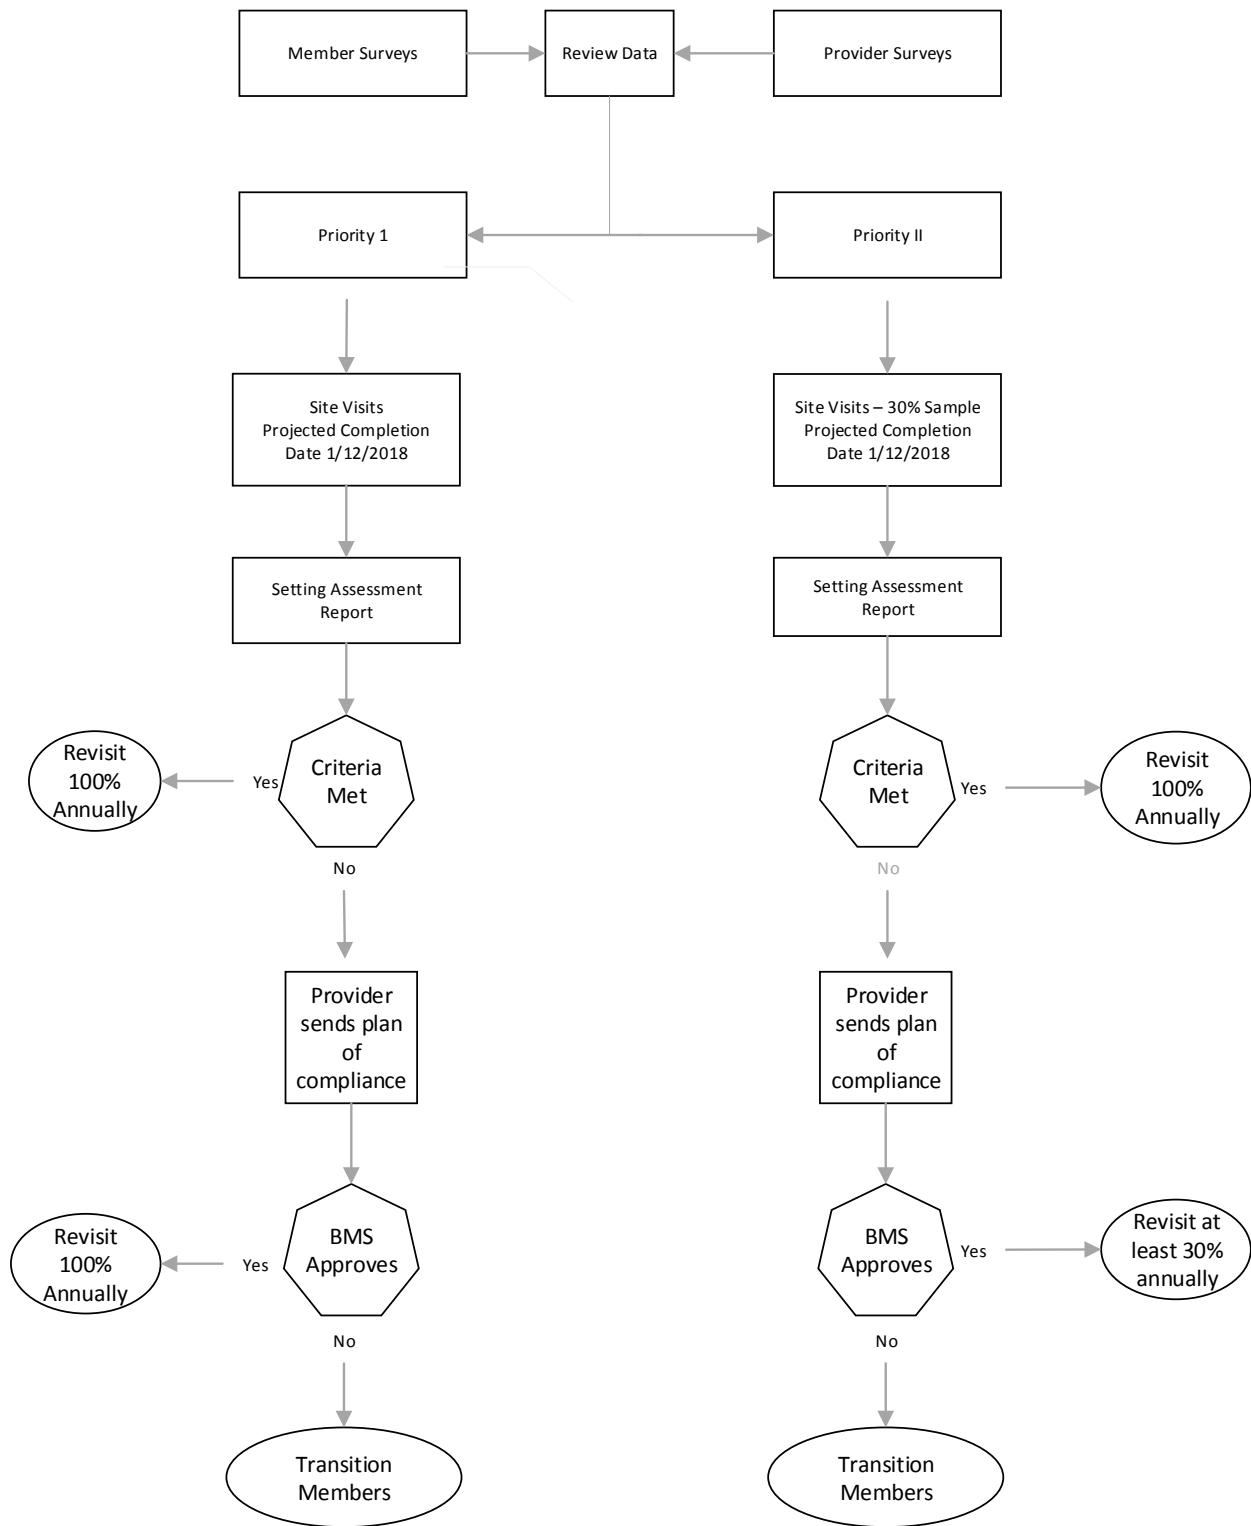 Member Surveys
Review Data
Provider Surveys
Priority 1
Priority II
Site Visits
Projected Completion
Date 1/12/2018
Site Visits – 30% Sample
Projected Completion
Date 1/12/2018
Setting Assessment
Report
Setting Assessment
Report
Revisit
100%
Annually
Yes
Criteria
Met
Criteria
Met
Yes
Revisit
100%
Annually
No
No
Provider
sends plan
of
compliance
Provider
sends plan
of
compliance
Revisit
100%
Annually
Yes
BMS
Approves
BMS
Approves
Yes
Revisit at
least 30%
annually
No
No
Transition
Members
Transition
Members